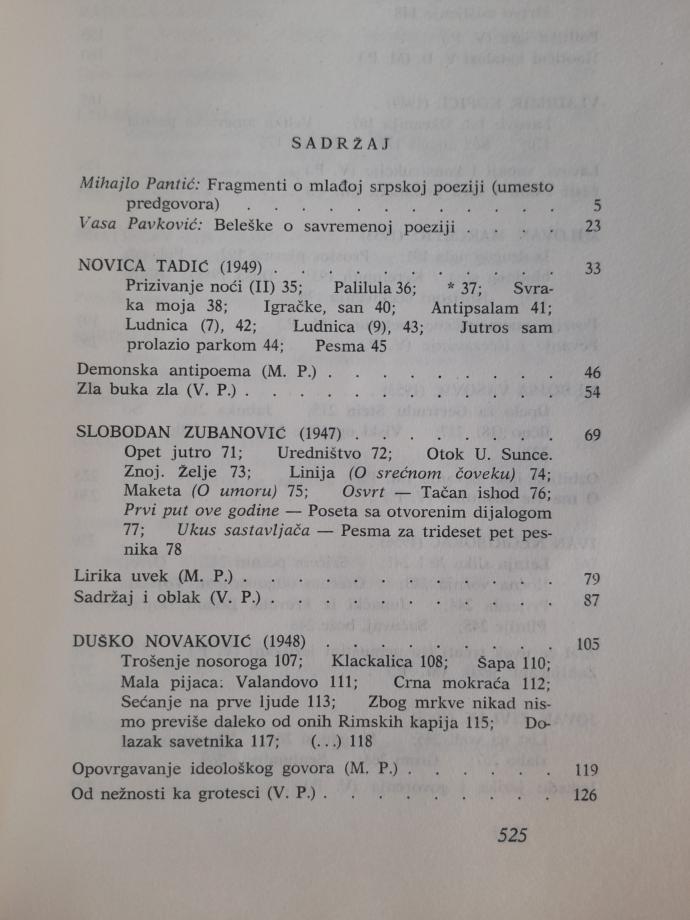 SADRŽAJ
Mihajlo Pantić: Fragmenti o mlađoj srpskoj poeziji (umesto
predgovora) . . . . . . . . . . . . 5
Vasa Pavković: Beleške o savremenoj poeziji . . . . 23
NOVICA TADIĆ (1949) . . . . . . . . . . 33
Prizivanje noći (II) 35; Palilula 36; * 37; Svra-
ka moja 38; Igračke, san 40; Antipsalam 41;
Ludnica (7), 42; Ludnica (9), 43; Jutros sam
prolazio parkom 44; Pesma 45
Demonska antipoema (M. P.) . . . . . . . . 46
Zla buka zla (V. P.) . . . . . . . . . . . 54
SLOBODAN ZUBANOVIĆ (1947) . . . . . . . 69
Opet jutro 71; Uredništvo 72; Otok U. Sunce.
Znoj. Želje 73; Linija (O srećnom čoveku) 74;
Maketa (O umoru) 75; Osvrt — Tačan ishod 76;
Prvi put ove godine — Poseta sa otvorenim dijalogom
77; Ukus sastavljača — Pesma za trideset pet pes-
nika 78
Lirika uvek (M. P.) . . . . . . . . . . . 79
Sadržaj i oblak (V. P.) . . . . . . . . . . 87
DUŠKO NOVAKOVIĆ (1948) . . . . . . . . 105
Trošenje nosoroga 107; Klackalica 108; Šapa 110;
Mala pijaca: Valandovo 111; Crna mokraća 112;
Sećanje na prve ljude 113; Zbog mrkve nikad nis-
mo previše daleko od onih Rimskih kapija 115; Do-
lazak savetnika 117; (...) 118
Opovrgavanje ideološkog govora (M. P.) . . . . . 119
Od nežnosti ka grotesci (V. P.) . . . . . . . . 126
525